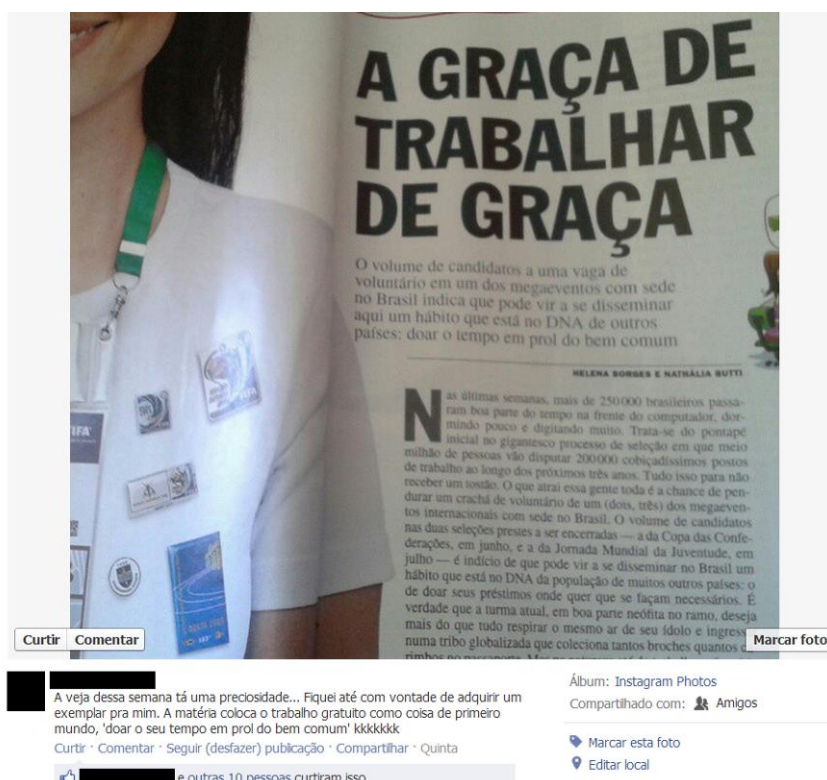 A GRAÇA DE
TRABALHAR
DE GRAÇA
O volume de candidatos a uma vaga de
voluntário em um dos megaeventos com sede
no Brasil indica que pode vir a se disseminar
aqui um hábito que está no DNA de outros
países: doar o tempo em prol do bem comum
HELENA BORGES E NATHÁLIA BUTTI
Nas últimas semanas, mais de 250000 brasileiros passa-
ram boa parte do tempo na frente do computador, dor-
mindo pouco e digitando muito. Trata-se do pontapé
inicial no gigantesco processo de seleção em que meio
milhão de pessoas vão disputar 200000 cobiçadíssimos postos
de trabalho ao longo dos próximos três anos. Tudo isso para não
receber um tostão. O que atrai essa gente toda é a chance de pen-
durar um crachá de voluntário de um (dois, três) dos megaeven-
tos internacionais com sede no Brasil. O volume de candidatos
nas duas seleções prestes a ser encerradas — a da Copa das Confe-
derações, em junho, e a da Jornada Mundial da Juventude, em
julho — é indício de que pode vir a se disseminar no Brasil um
hábito que está no DNA da população de muitos outros países: o
de doar seus préstimos onde quer que se façam necessários. É
verdade que a turma atual, em boa parte neófita no ramo, deseja
mais do que tudo respirar o mesmo ar de seu ídolo e
numa tribo globalizada que coleciona tantos broches quantos
no passaporte.
FIFA
Curtir Comentar
Marcar foto
A veja dessa semana tá uma preciosidade... Fiquei até com vontade de adquirir um
exemplar pra mim. A matéria coloca o trabalho gratuito como coisa de primeiro
mundo, 'doar o seu tempo em prol do bem comum' kkkkkkk
Curtir · Comentar · Seguir (desfazer) publicação · Compartilhar · Quinta
e outras 10 pessoas curtiram isso.
Álbum: Instagram Photos
Compartilhado com: Amigos
Marcar esta foto
Editar local